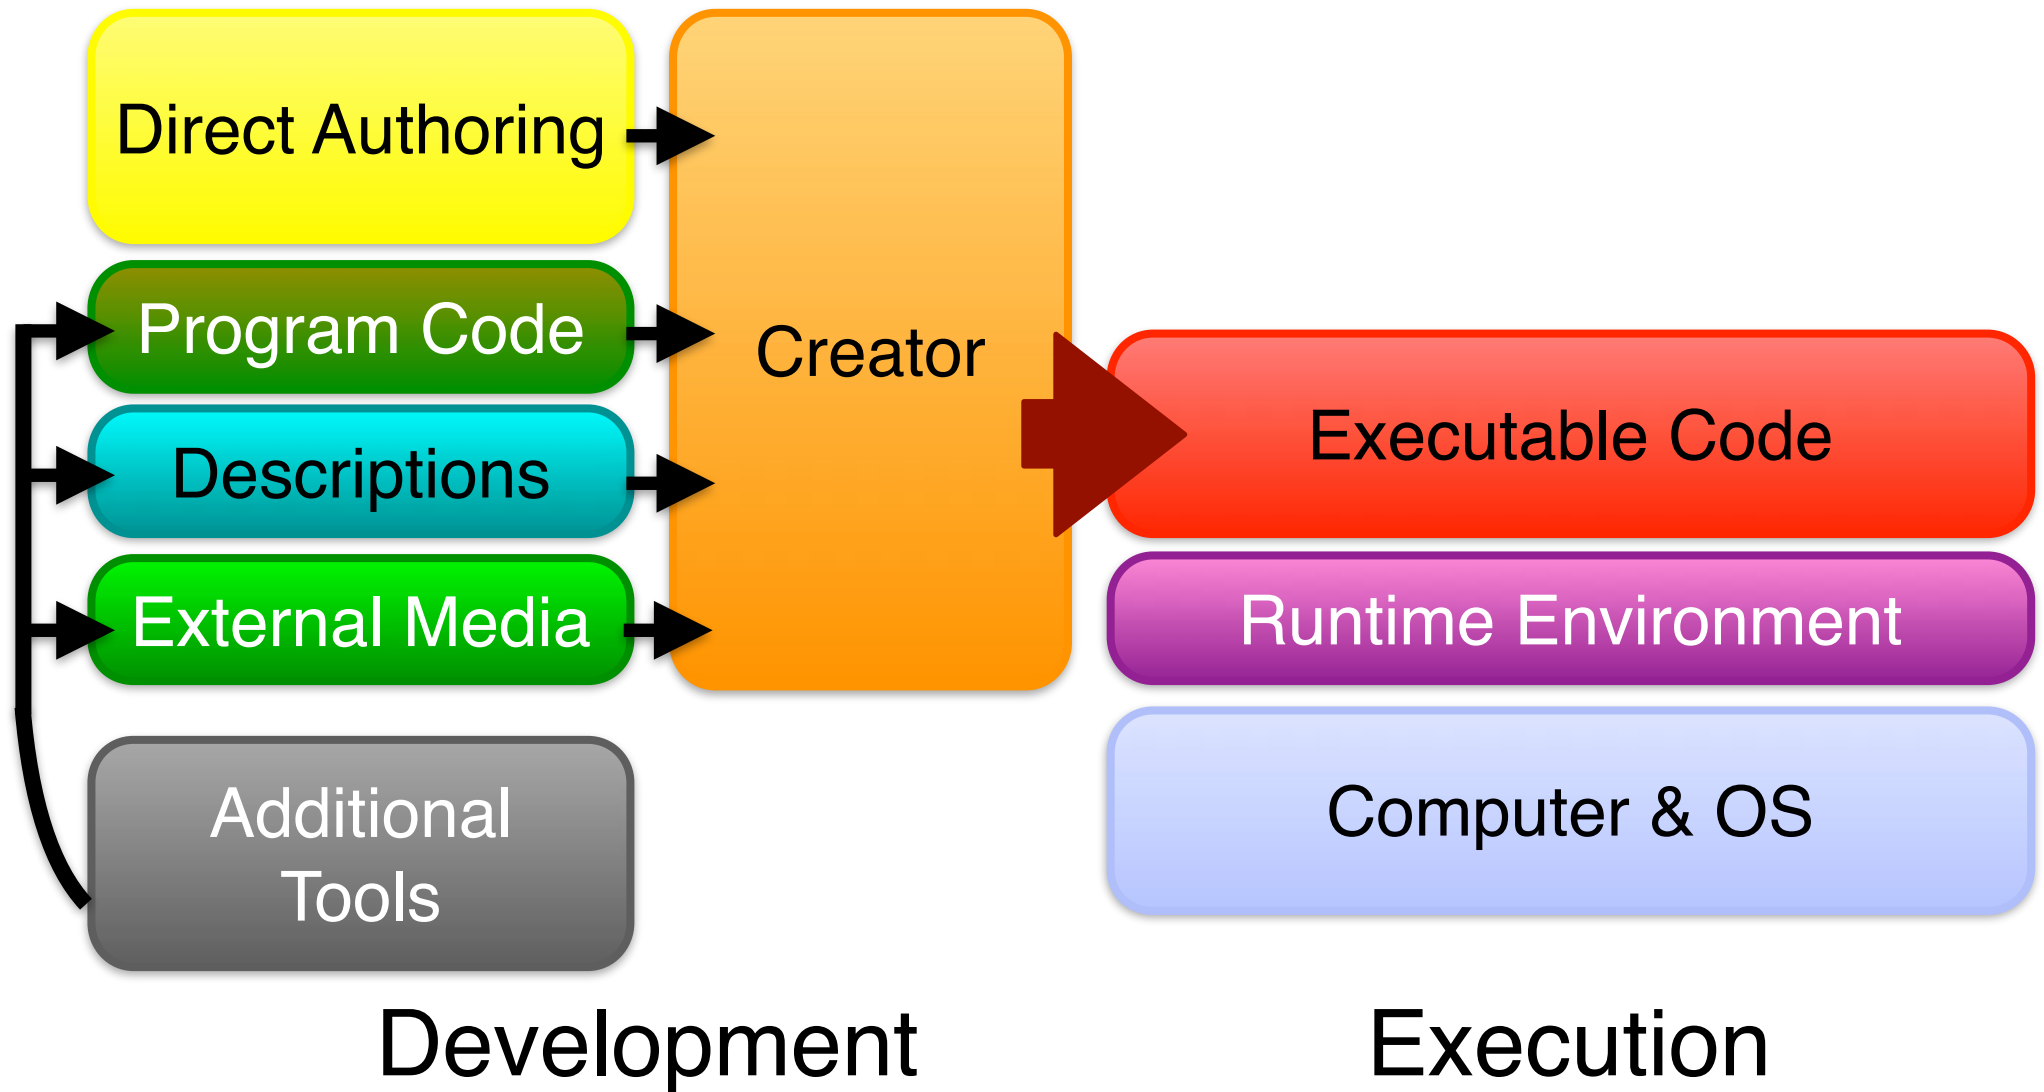 Direct Authoring
Program Code
Descriptions
External Media
Additional
Tools
Creator
Executable Code
Runtime Environment
Computer & OS
Development
Execution